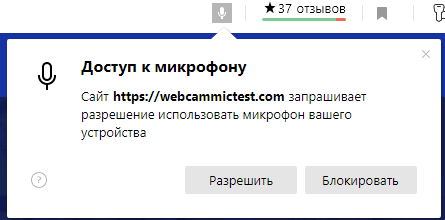 ★ 37 отзывов
Доступ к микрофону
Сайт https://webcammictest.com запрашивает
разрешение использовать микрофон вашего
устройства
Разрешить
Блокировать